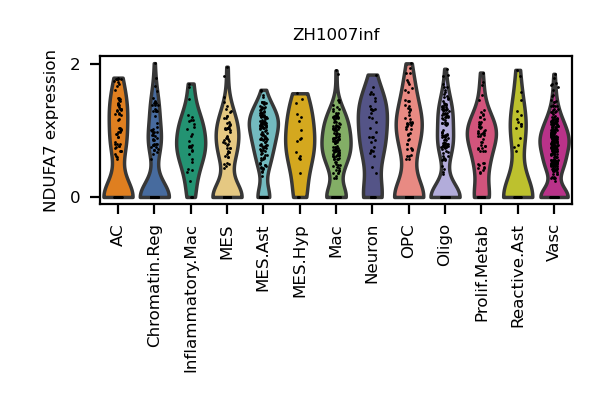 ZH1007inf
NDUFA7 expression
2
0
AC
Chromatin.Reg
Inflammatory.Mac
MES
MES.Ast
MES.Hyp
Mac
Neuron
OPC
Oligo
Prolif.Metab
Reactive.Ast
Vasc